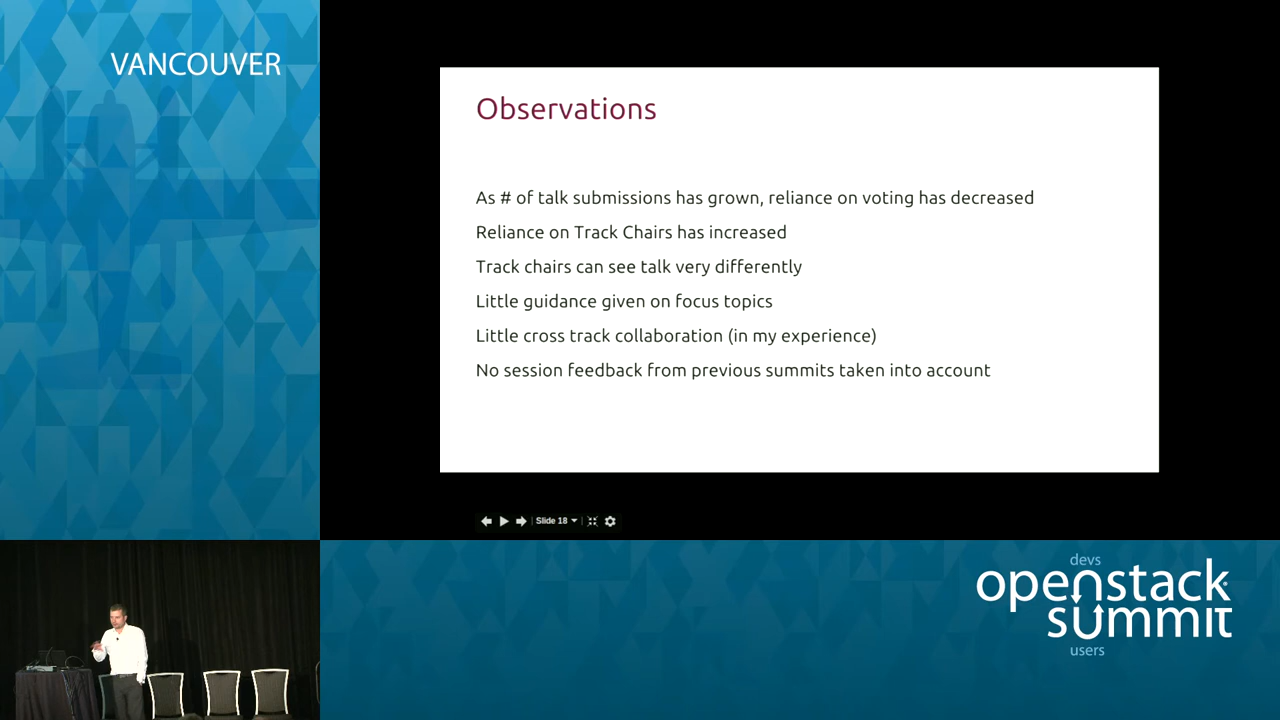 VANCOUVER
Observations
As # of talk submissions has grown, reliance on voting has decreased
Reliance on Track Chairs has increased
Track chairs can see talk very differently
Little guidance given on focus topics
Little cross track collaboration (in my experience)
No session feedback from previous summits taken into account
Slide 18
devs
openstack
summit
users